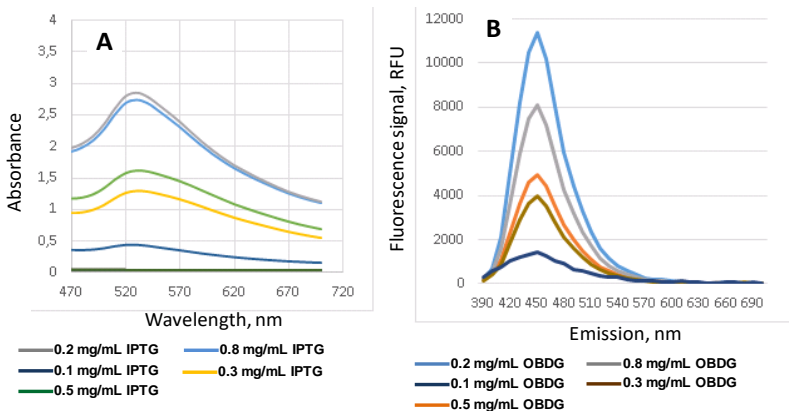 A
Absorbance
4
3,5
3
2,5
2
1,5
1
0,5
0
470 520 570 620 670 720
Wavelength, nm
0.2 mg/mL IPTG 0.8 mg/mL IPTG
0.1 mg/mL IPTG 0.3 mg/mL IPTG
0.5 mg/mL IPTG
B
Fluorescence signal, RFU
12000
10000
8000
6000
4000
2000
0
390 420 450 480 510 540 570 600 630 660 690
Emission, nm
0.2 mg/mL OBDG 0.8 mg/mL OBDG
0.1 mg/mL OBDG 0.3 mg/mL OBDG
0.5 mg/mL OBDG